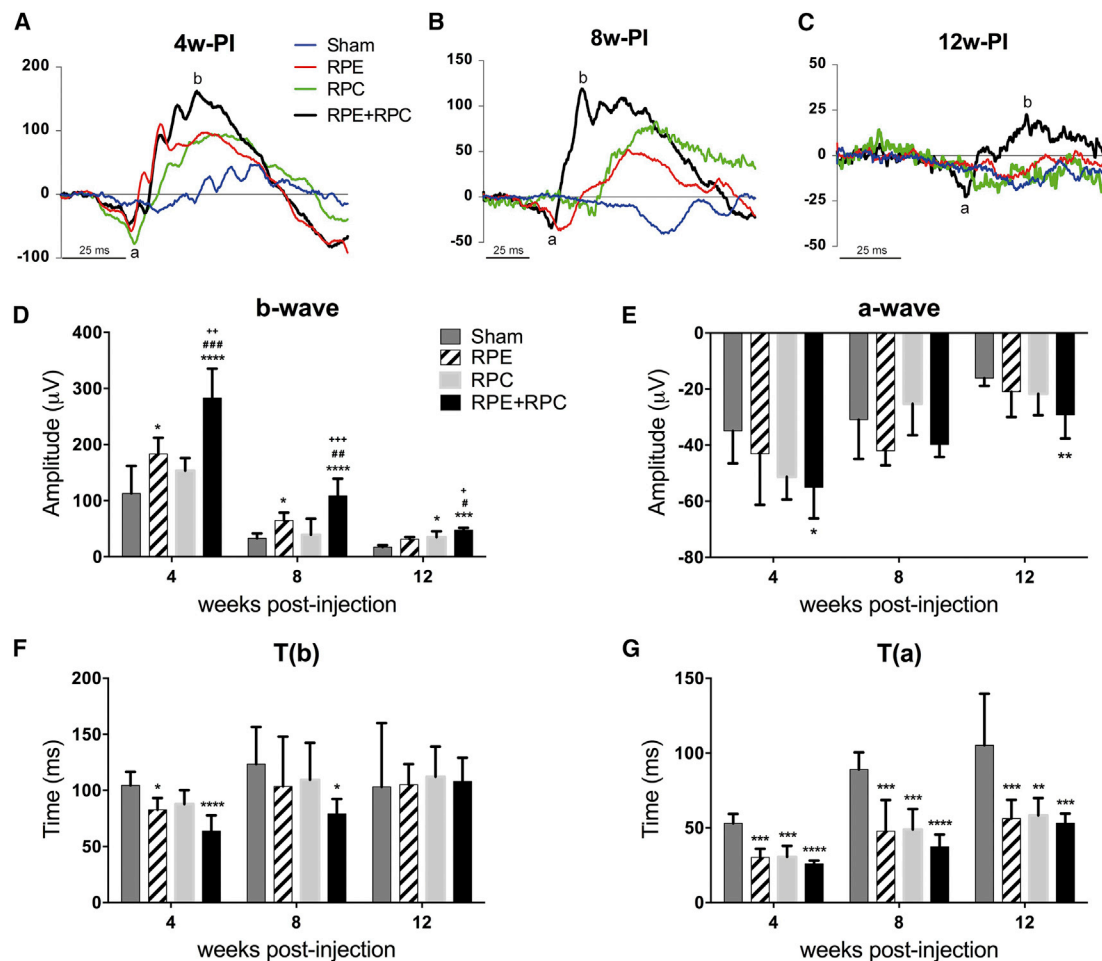 A
4w-PI
200
100
0
-100
25 ms
a
b
Sham
RPE
RPC
RPE+RPC
B
8w-PI
150
100
50
0
-50
25 ms
a
b
C
12w-PI
50
25
0
-25
-50
25 ms
a
b
D
b-wave
Amplitude (µV)
400
300
200
100
0
*
++
###
****
*
+++
##
****
*
+
#
***
4 8 12
weeks post-injection
Sham
RPE
RPC
RPE+RPC
E
a-wave
Amplitude (µV)
0
-20
-40
-60
-80
*
**
4 8 12
weeks post-injection
F
T(b)
Time (ms)
200
150
100
50
0
* ****
*
4 8 12
weeks post-injection
G
T(a)
Time (ms)
150
100
50
0
*** *** ****
*** *** ****
*** ** ***
4 8 12
weeks post-injection